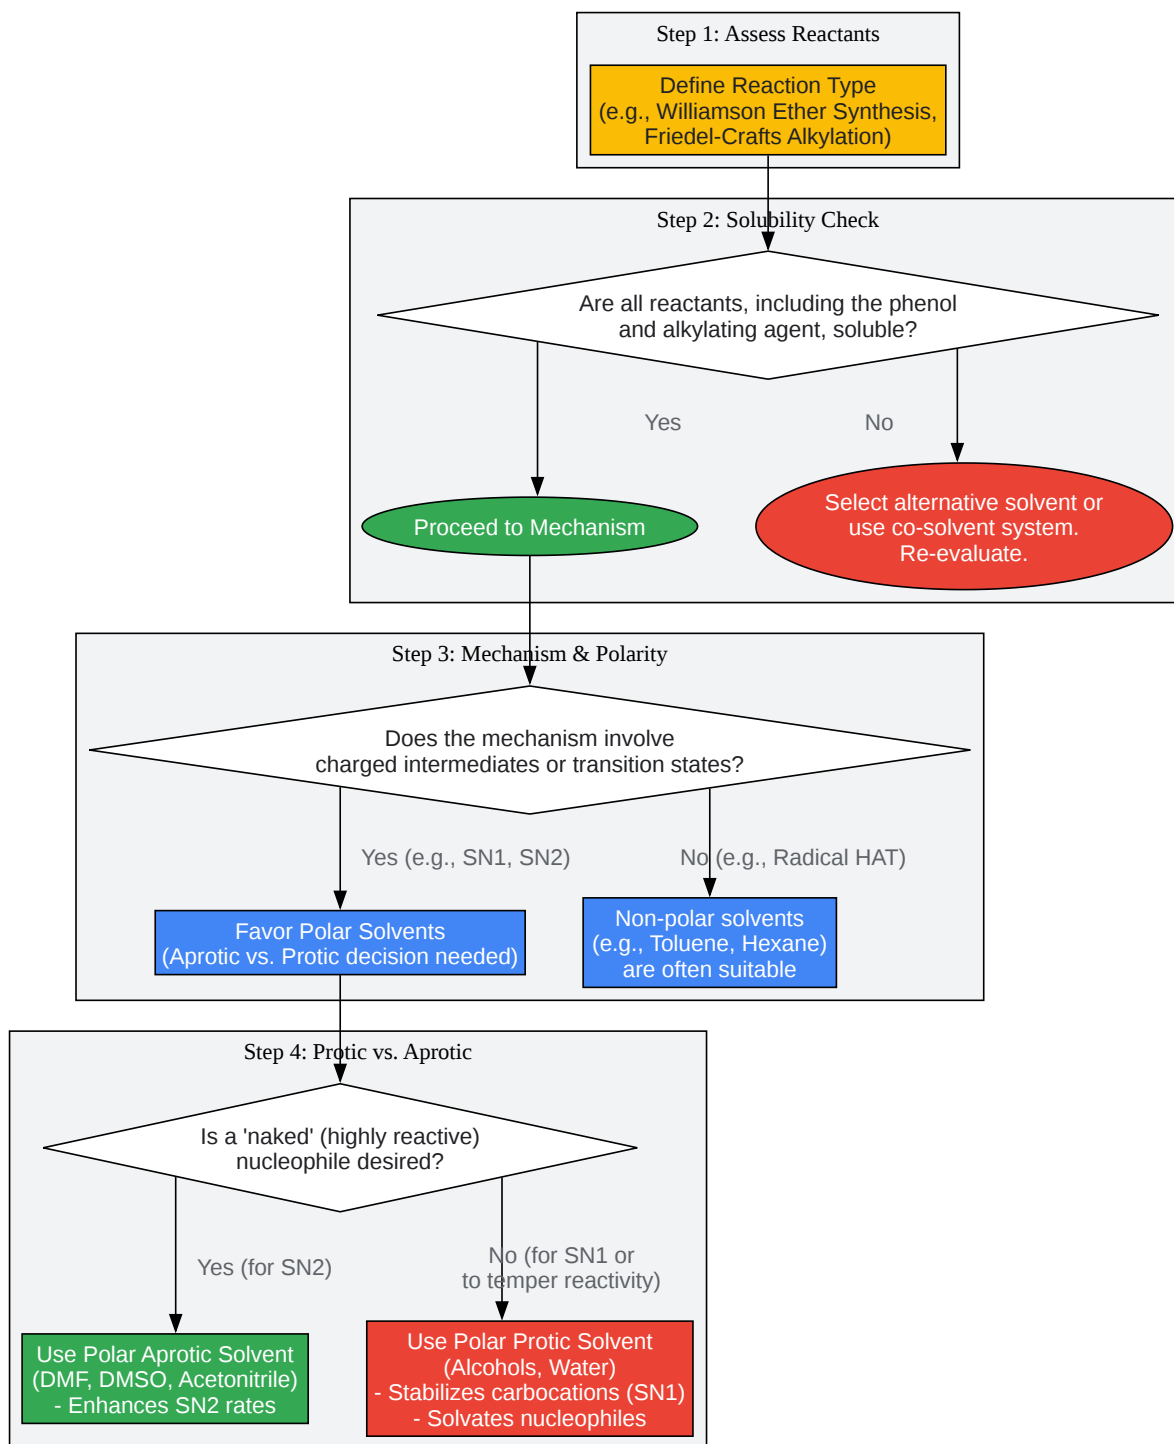 Step 1: Assess Reactants
Define Reaction Type
(e.g., Williamson Ether Synthesis,
Friedel-Crafts Alkylation)
Step 2: Solubility Check
Are all reactants, including the phenol
and alkylating agent, soluble?
Yes
No
Proceed to Mechanism
Select alternative solvent or
use co-solvent system.
Re-evaluate.
Step 3: Mechanism & Polarity
Does the mechanism involve
charged intermediates or transition states?
Yes (e.g., SN1, SN2)
No (e.g., Radical HAT)
Favor Polar Solvents
(Aprotic vs. Protic decision needed)
Non-polar solvents
(e.g., Toluene, Hexane)
are often suitable
Step 4: Protic vs. Aprotic
Is a 'naked' (highly reactive)
nucleophile desired?
Yes (for SN2)
No (for SN1 or
to temper reactivity)
Use Polar Aprotic Solvent
(DMF, DMSO, Acetonitrile)
- Enhances SN2 rates
Use Polar Protic Solvent
(Alcohols, Water)
- Stabilizes carbocations (SN1)
- Solvates nucleophiles